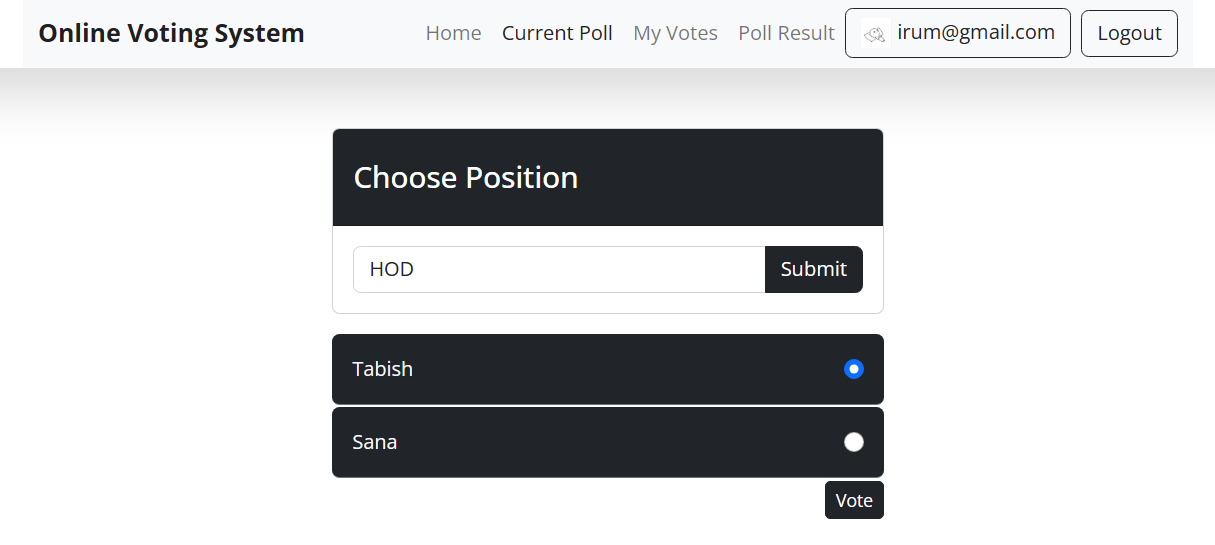 Online Voting System Home Current Poll My Votes Poll Result irum@gmail.com Logout
Choose Position
HOD Submit
Tabish
Sana
Vote